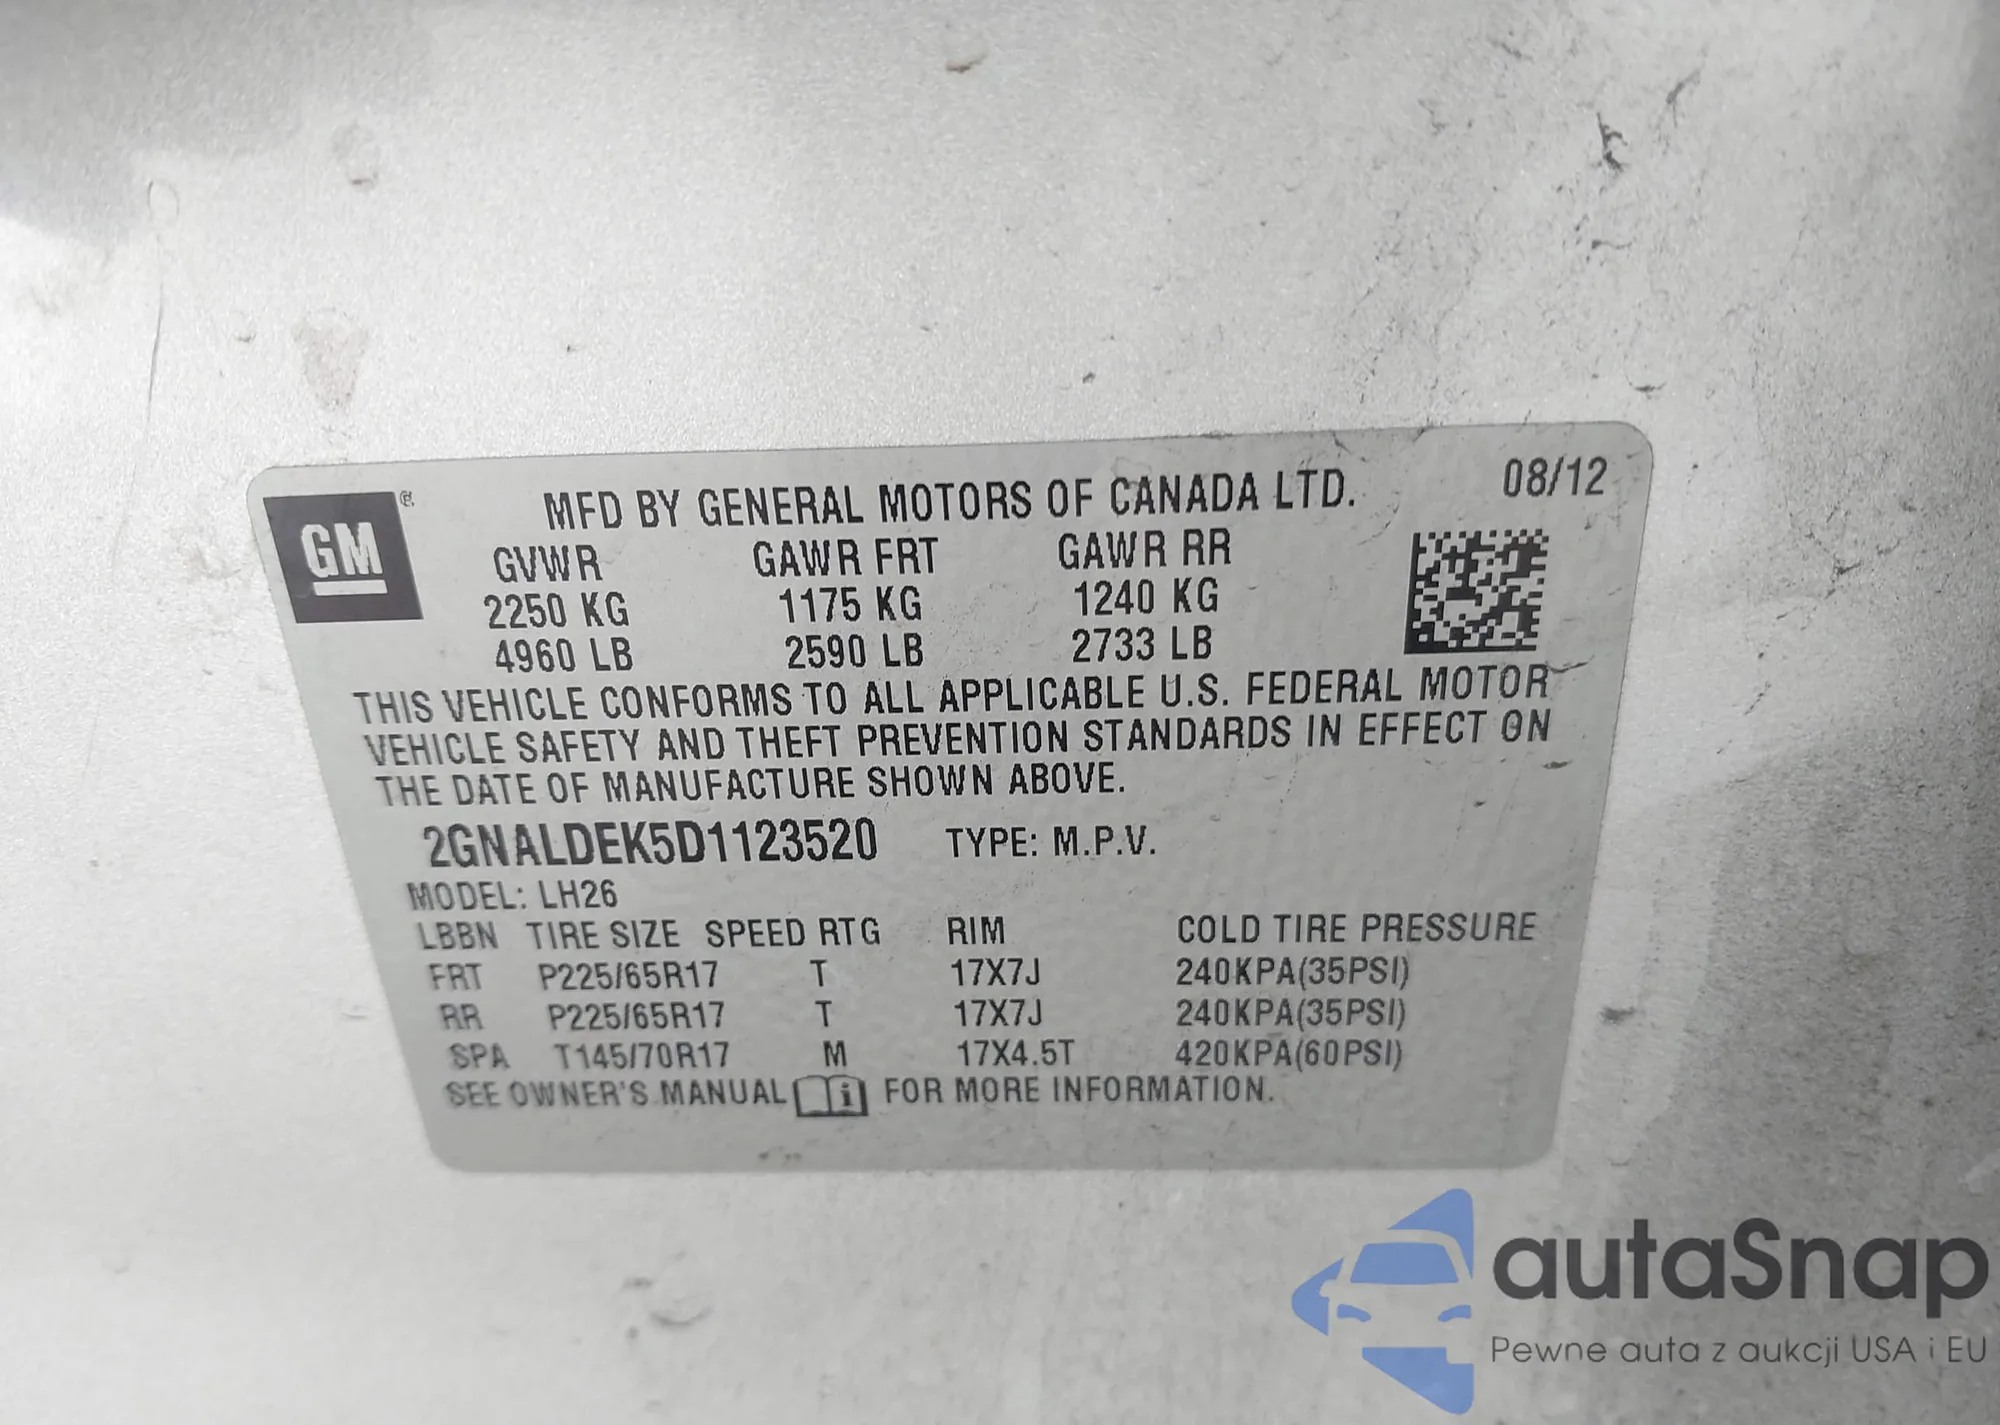 GM ®
MFD BY GENERAL MOTORS OF CANADA LTD. 08/12
GVWR GAWR FRT GAWR RR
2250 KG 1175 KG 1240 KG
4960 LB 2590 LB 2733 LB
THIS VEHICLE CONFORMS TO ALL APPLICABLE U.S. FEDERAL MOTOR
VEHICLE SAFETY AND THEFT PREVENTION STANDARDS IN EFFECT ON
THE DATE OF MANUFACTURE SHOWN ABOVE.
2GNALDEK5D1123520 TYPE: M.P.V.
MODEL: LH26
LBBN TIRE SIZE SPEED RTG RIM COLD TIRE PRESSURE
FRT P225/65R17 T 17X7J 240KPA(35PSI)
RR P225/65R17 T 17X7J 240KPA(35PSI)
SPA T145/70R17 M 17X4.5T 420KPA(60PSI)
SEE OWNER'S MANUAL i FOR MORE INFORMATION.
autaSnap
Pewne auta z aukcji USA i EU